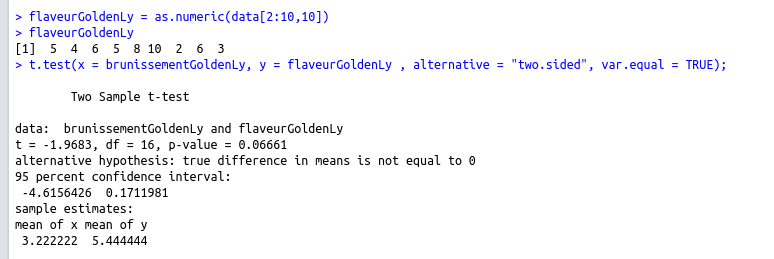 > flaveurGoldenLy = as.numeric(data[2:10,10])
> flaveurGoldenLy
[1]  5  4  6  5  8 10  2  6  3
> t.test(x = brunissementGoldenLy, y = flaveurGoldenLy , alternative = "two.sided", var.equal = TRUE);
Two Sample t-test
data:  brunissementGoldenLy and flaveurGoldenLy
t = -1.9683, df = 16, p-value = 0.06661
alternative hypothesis: true difference in means is not equal to 0
95 percent confidence interval:
-4.6156426  0.1711981
sample estimates:
mean of x mean of y
3.222222  5.444444